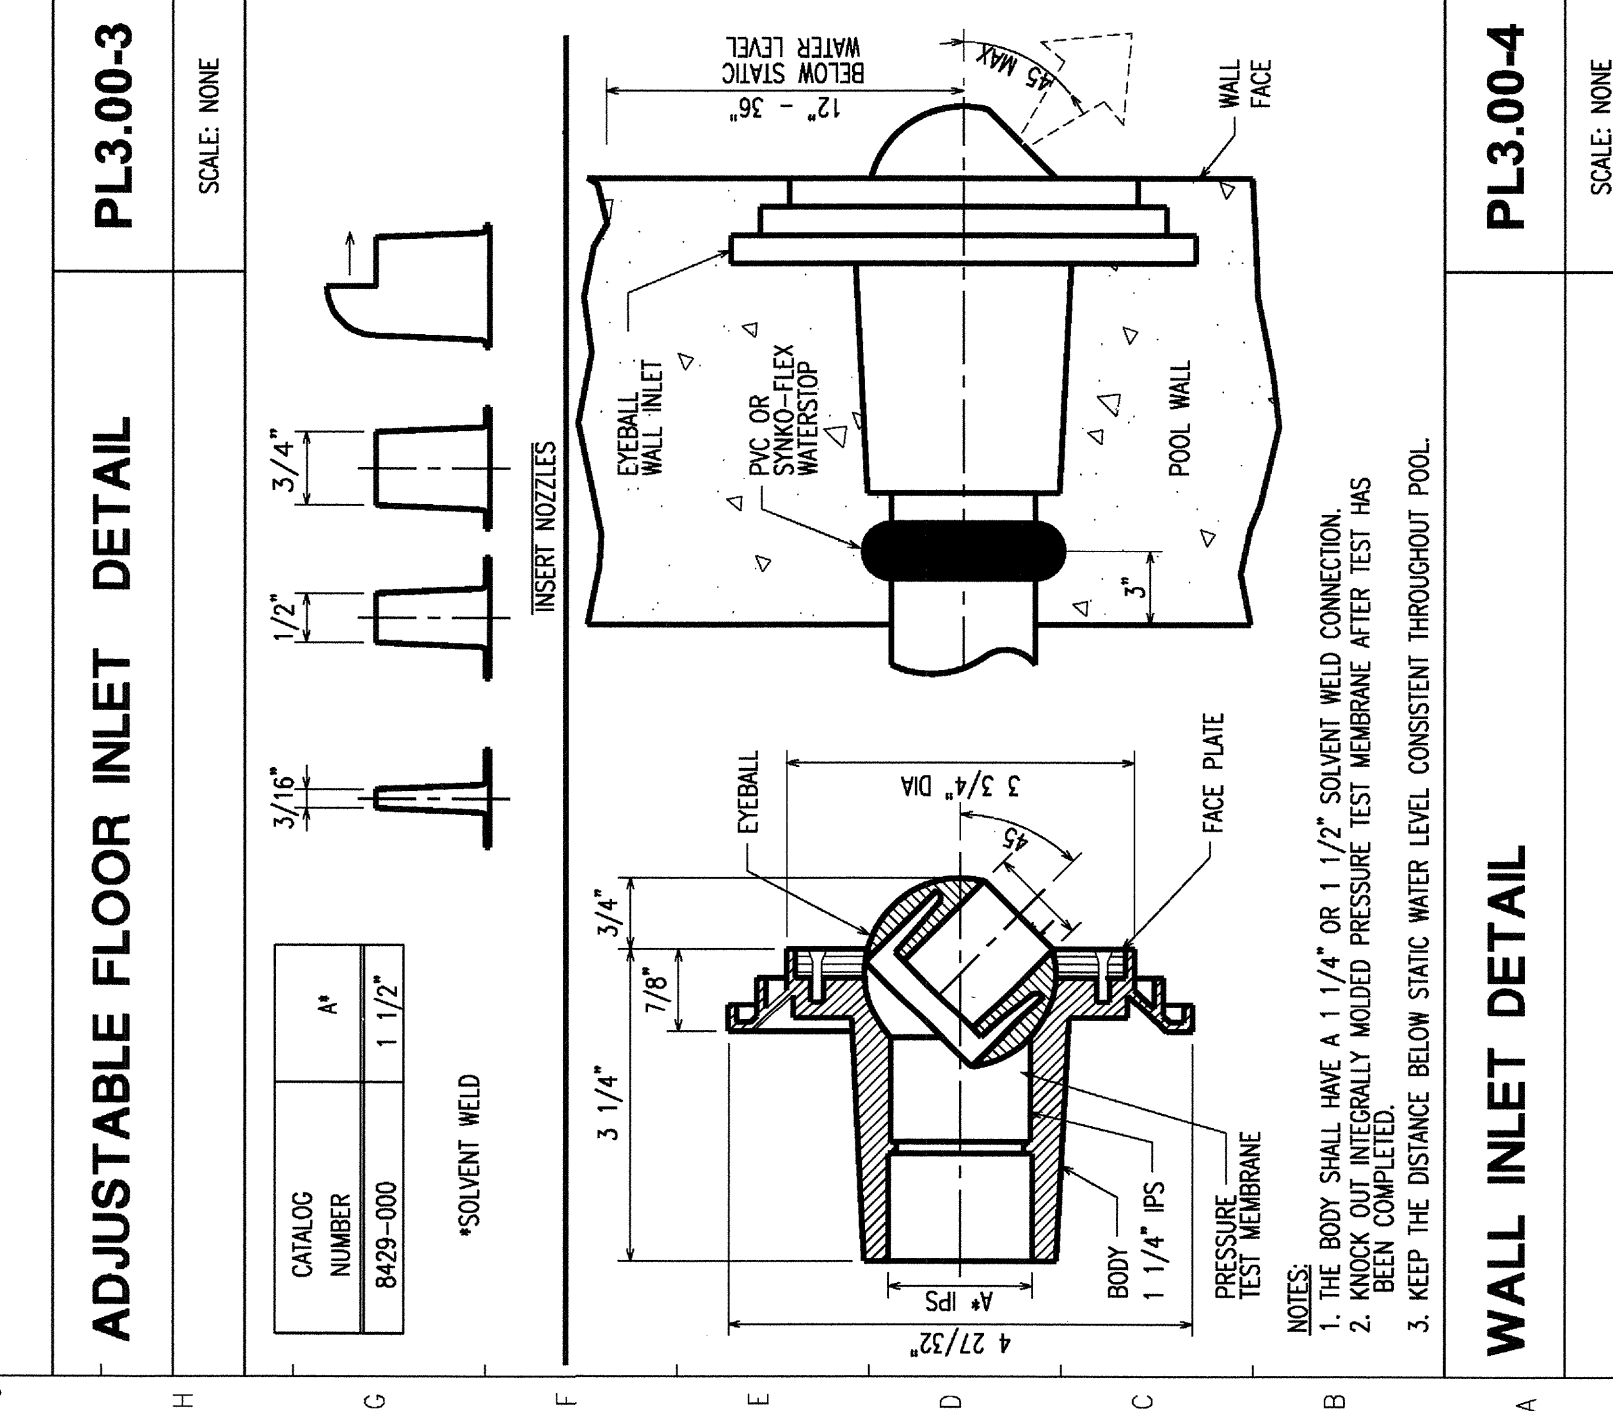 ADJUSTABLE FLOOR INLET DETAIL
PL3.00-3
SCALE: NONE
CATALOG
NUMBER
A*
8429-000
1 1/2"
*SOLVENT WELD
3/16"
1/2"
3/4"
INSERT NOZZLES
4 27/32"
A* IPS
3 1/4"
3/4"
7/8"
EYEBALL
3 3/4" DIA
45
FACE PLATE
BODY
1 1/4" IPS
PRESSURE
TEST MEMBRANE
EYEBALL
WALL INLET
PVC OR
SYNKO-FLEX
WATERSTOP
3"
POOL WALL
12" - 36"
BELOW STATIC
WATER LEVEL
45 MAX
WALL
FACE
NOTES:
1. THE BODY SHALL HAVE A 1 1/4" OR 1 1/2" SOLVENT WELD CONNECTION.
2. KNOCK OUT INTEGRALLY MOLDED PRESSURE TEST MEMBRANE AFTER TEST HAS
BEEN COMPLETED.
3. KEEP THE DISTANCE BELOW STATIC WATER LEVEL CONSISTENT THROUGHOUT POOL.
WALL INLET DETAIL
PL3.00-4
SCALE: NONE
H
G
F
E
D
C
B
A